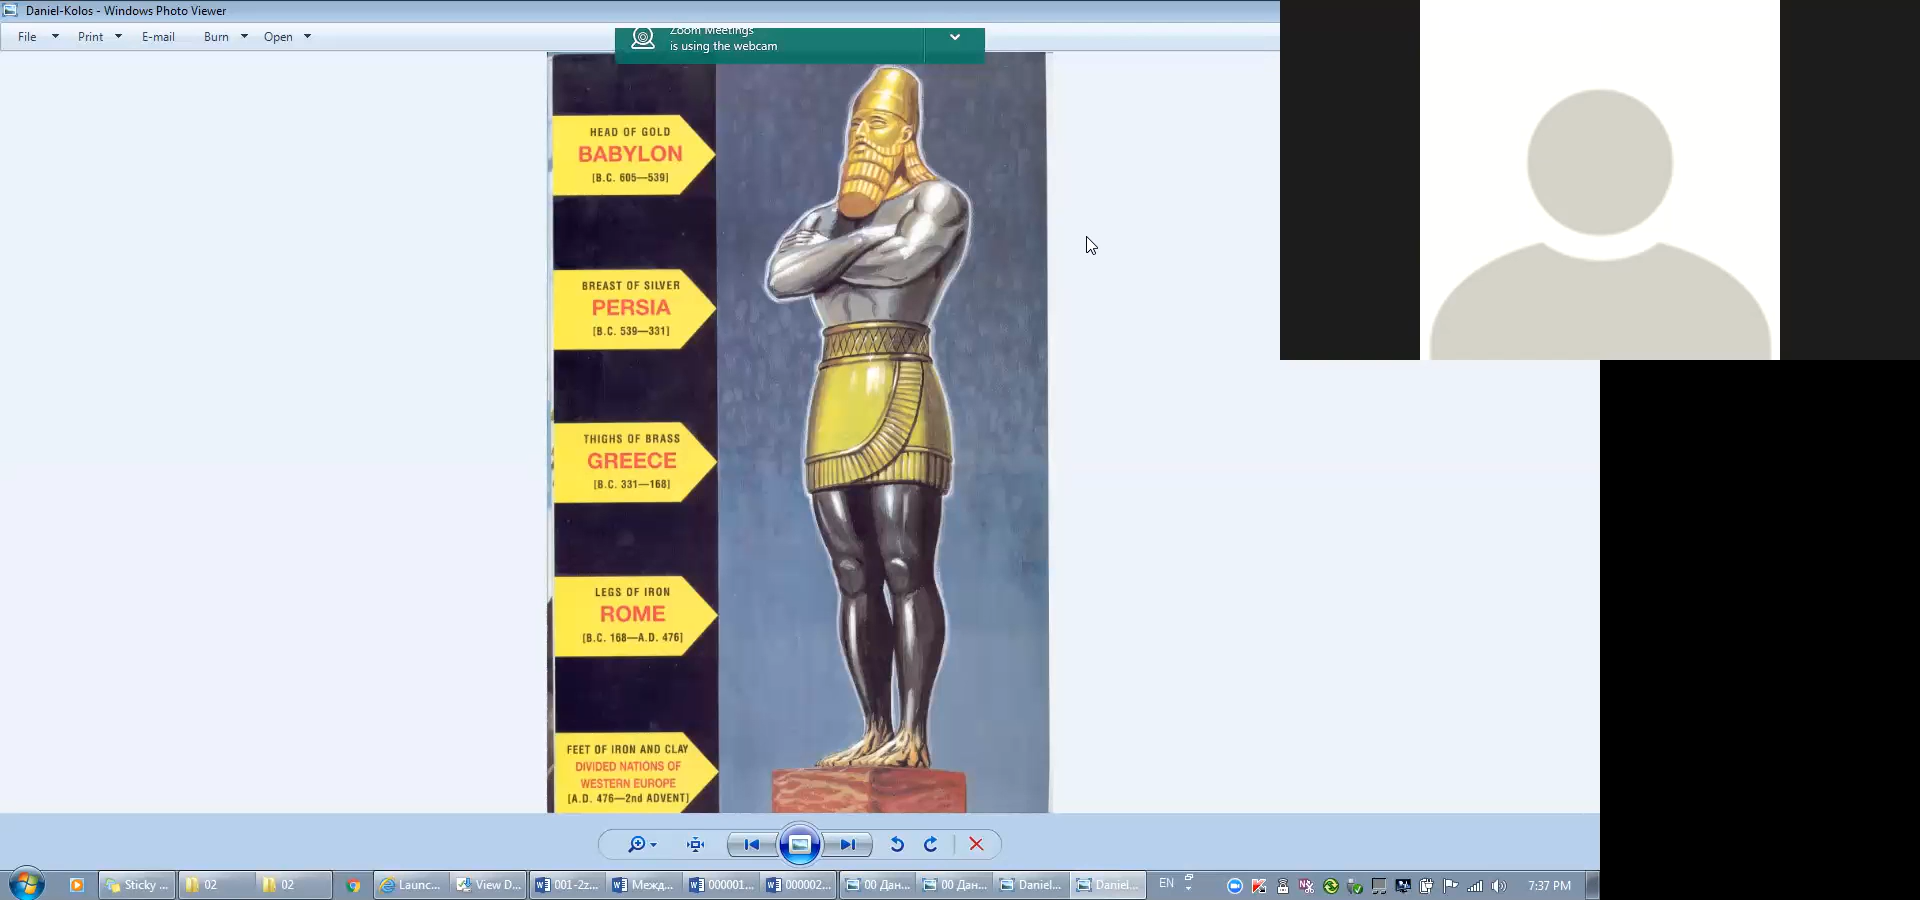 Daniel-Kolos - Windows Photo Viewer
File
Print
E-mail
Burn
Open
Zoom Meetings
is using the webcam
HEAD OF GOLD
BABYLON
[B.C. 605—539]
BREAST OF SILVER
PERSIA
[B.C. 539—331]
THIGHS OF BRASS
GREECE
[B.C. 331—168]
LEGS OF IRON
ROME
[B.C. 168—A.D. 476]
FEET OF IRON AND CLAY
DIVIDED NATIONS OF
WESTERN EUROPE
[A.D. 476—2nd ADVENT]
Sticky ...
02
02
Launc...
View D...
001-2z...
Межд...
000001...
000002...
00 Дан...
00 Дан...
Daniel...
Daniel...
EN
7:37 PM